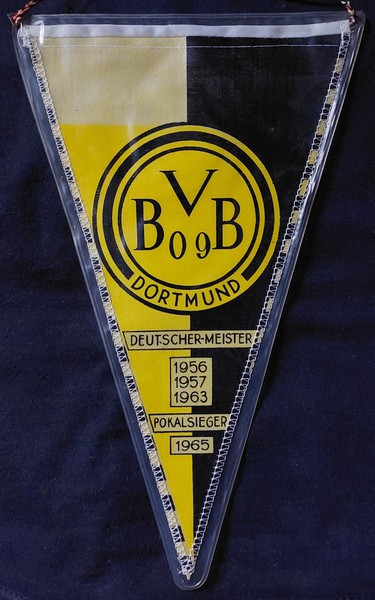 BVB
09
DORTMUND
DEUTSCHER-MEISTER
1956
1957
1963
POKALSIEGER
1965